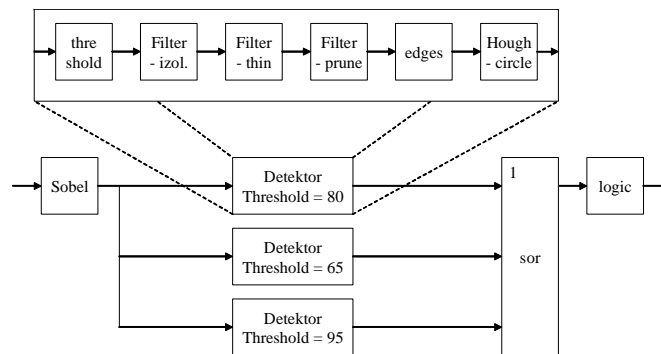 thre
shold
Filter
- izol.
Filter
- thin
Filter
- prune
edges
Hough
- circle
Sobel
Detektor
Threshold = 80
1
sor
logic
Detektor
Threshold = 65
Detektor
Threshold = 95